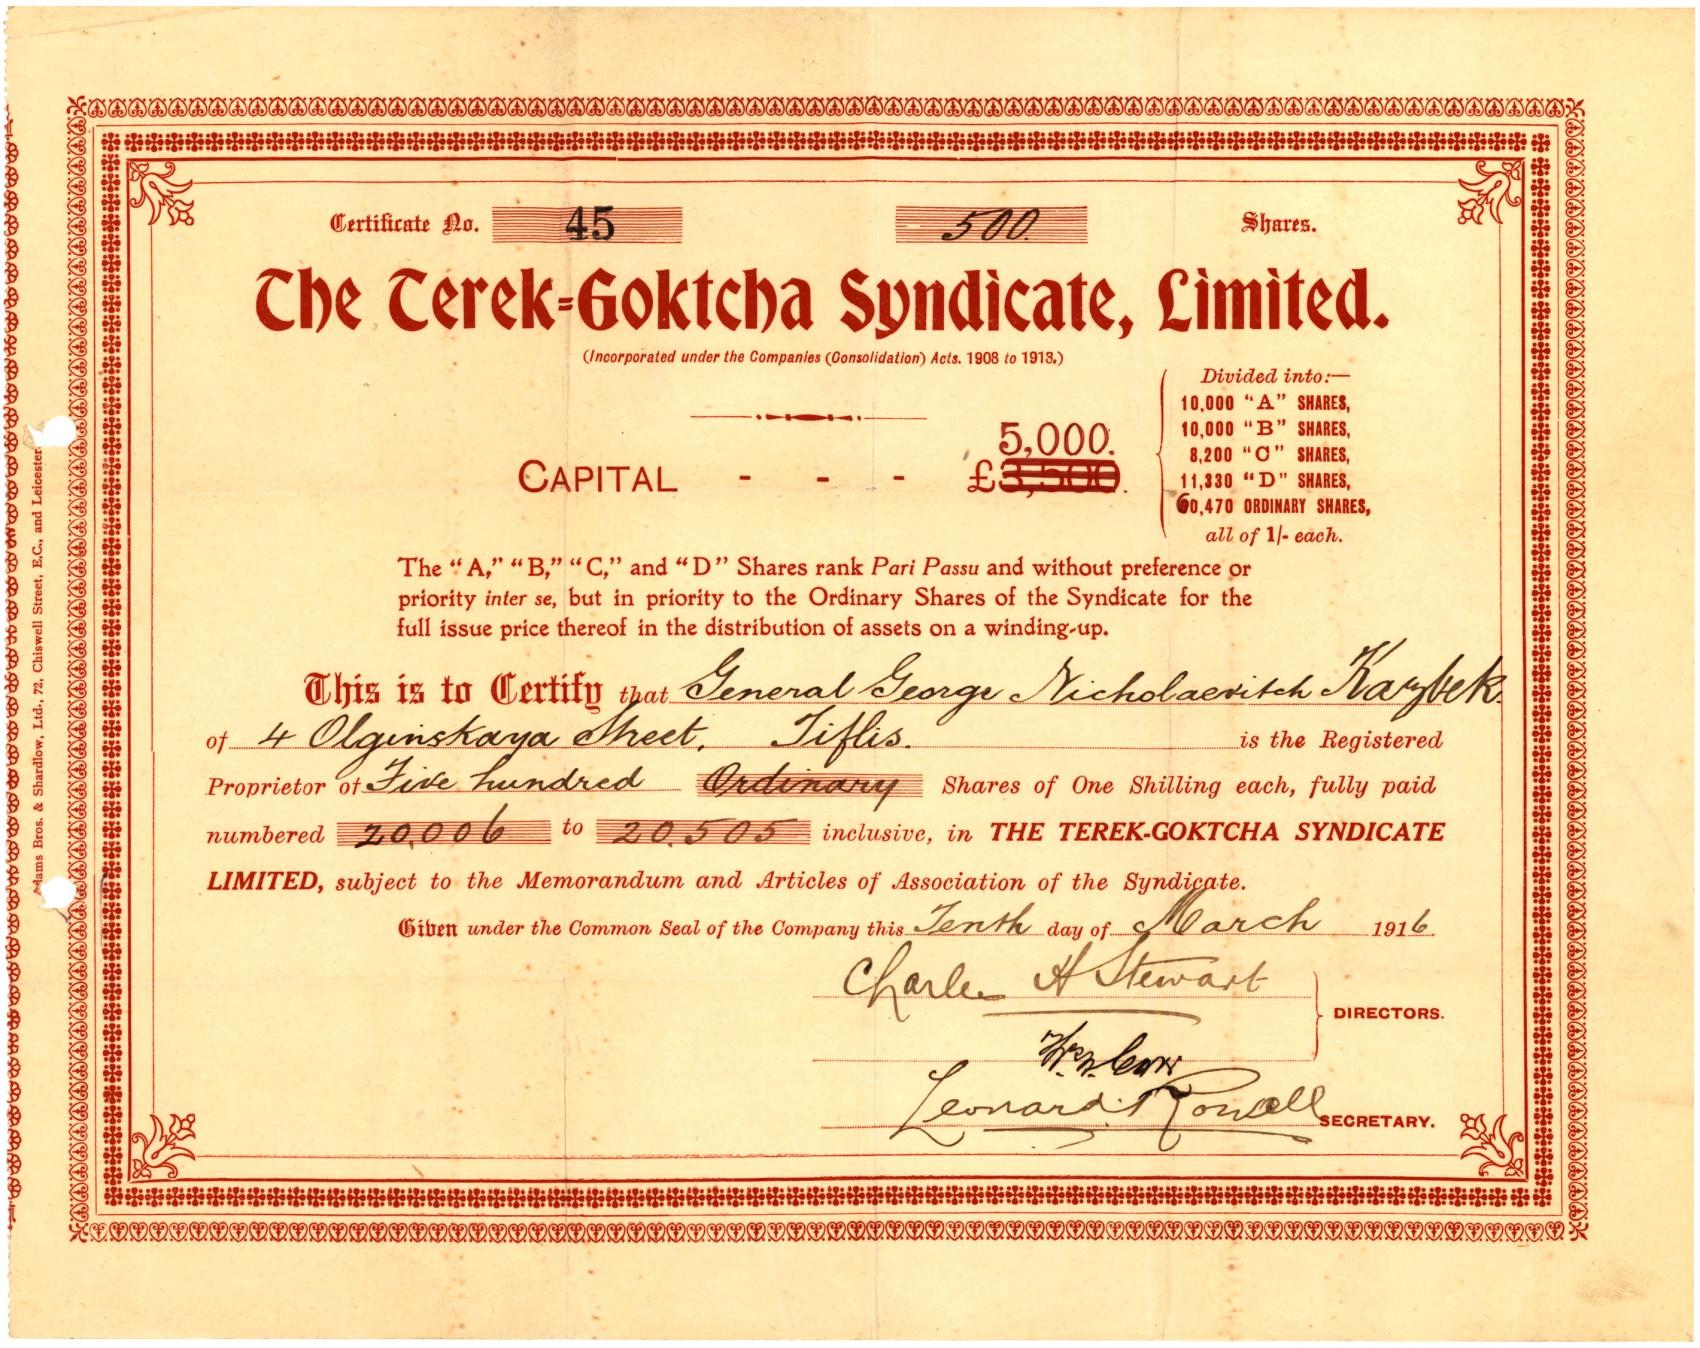 Certificate No. 45 500. Shares.
The Terek=Goktcha Syndicate, Limited.
(Incorporated under the Companies (Consolidation) Acts. 1908 to 1913.)
Divided into:—
10,000 "A" SHARES,
10,000 "B" SHARES,
8,200 "C" SHARES,
11,330 "D" SHARES,
60,470 ORDINARY SHARES,
all of 1/- each.
5,000.
CAPITAL - - - £3,500.
The "A," "B," "C," and "D" Shares rank Pari Passu and without preference or
priority inter se, but in priority to the Ordinary Shares of the Syndicate for the
full issue price thereof in the distribution of assets on a winding-up.
This is to Certify that General George Nicholaevitch Kazbek.
of 4 Olginskaya Street, Tiflis. is the Registered
Proprietor of Five hundred Ordinary Shares of One Shilling each, fully paid
numbered 20,006 to 20,505 inclusive, in THE TEREK-GOKTCHA SYNDICATE
LIMITED, subject to the Memorandum and Articles of Association of the Syndicate.
Given under the Common Seal of the Company this Tenth day of March 1916
Charles H Stewart
DIRECTORS.
Leonard Rowell SECRETARY.
Adams Bros. & Shardlow, Ltd., 72, Chiswell Street, E.C., and Leicester